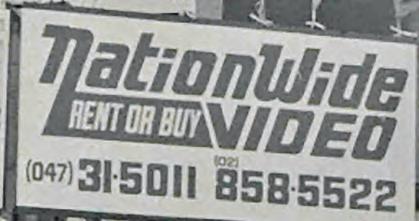 NationWide
RENT OR BUY VIDEO
(047) 31·5011 (02) 858·5522